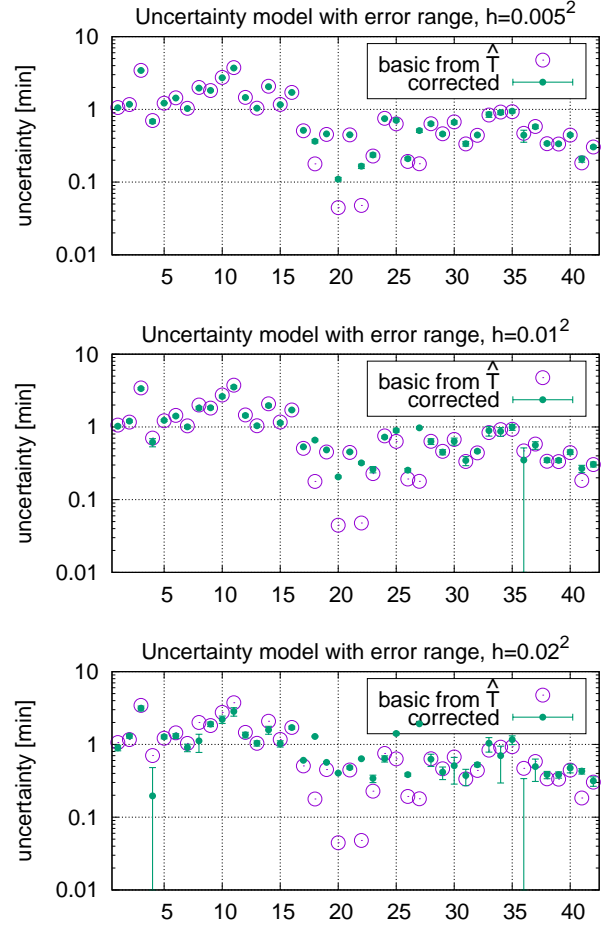 Uncertainty model with error range, h=0.005²
uncertainty [min]
10
1
0.1
0.01
basic from T̂
corrected
5 10 15 20 25 30 35 40
Uncertainty model with error range, h=0.01²
uncertainty [min]
10
1
0.1
0.01
basic from T̂
corrected
5 10 15 20 25 30 35 40
Uncertainty model with error range, h=0.02²
uncertainty [min]
10
1
0.1
0.01
basic from T̂
corrected
5 10 15 20 25 30 35 40